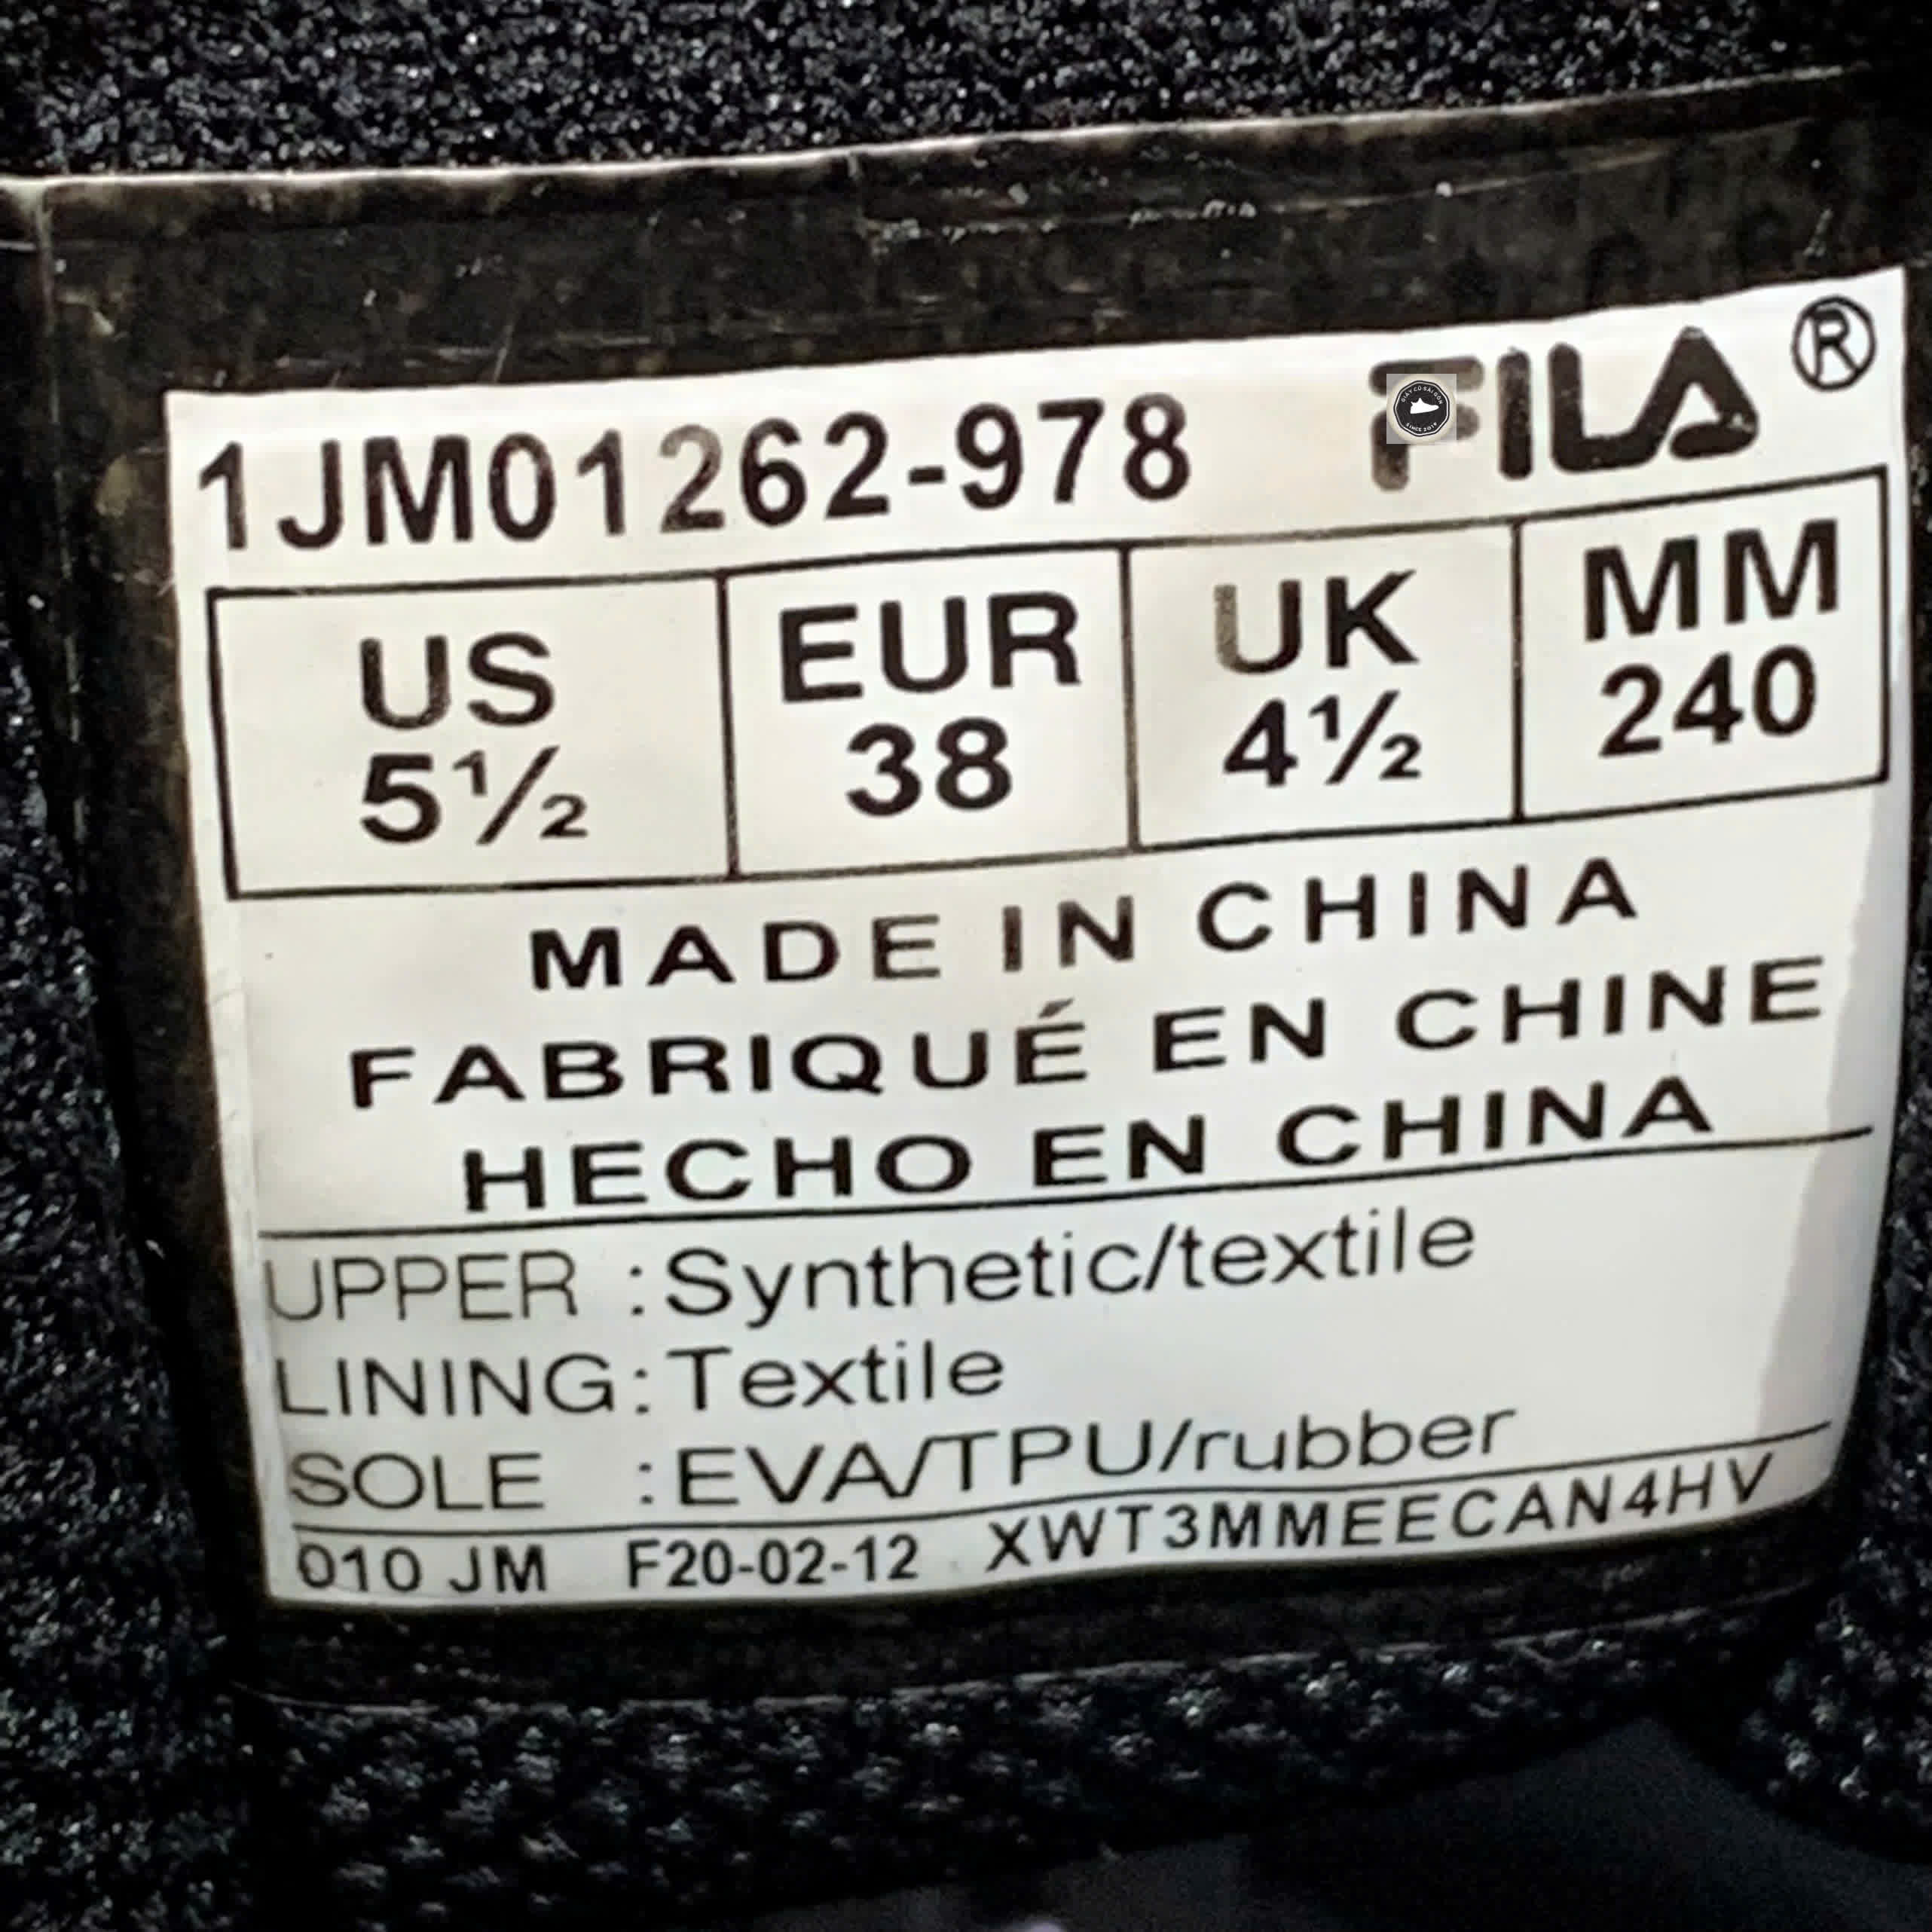 1JM01262-978 FILA®
US EUR UK MM
5½ 38 4½ 240
MADE IN CHINA
FABRIQUÉ EN CHINE
HECHO EN CHINA
UPPER :Synthetic/textile
LINING:Textile
SOLE :EVA/TPU/rubber
010 JM F20-02-12 XWT3MMEECAN4HV